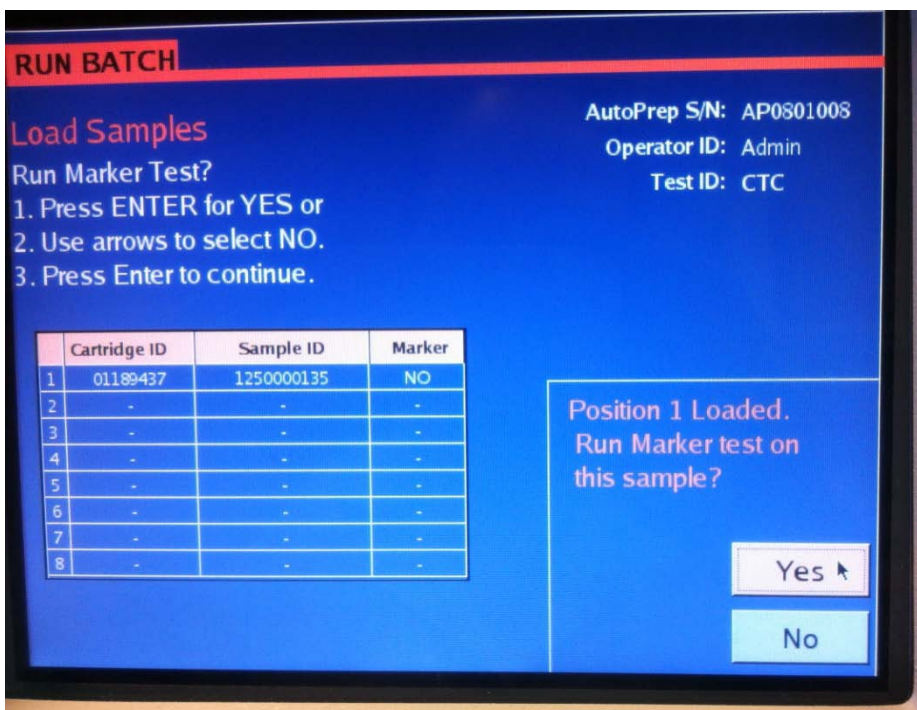 RUN BATCH
Load Samples
Run Marker Test?
1. Press ENTER for YES or
2. Use arrows to select NO.
3. Press Enter to continue.
AutoPrep S/N: AP0801008
Operator ID: Admin
Test ID: CTC
Cartridge ID Sample ID Marker
1 01189437 1250000135 NO
2 - - -
3 - - -
4 - - -
5 - - -
6 - - -
7 - - -
8 - - -
Position 1 Loaded.
Run Marker test on
this sample?
Yes
No